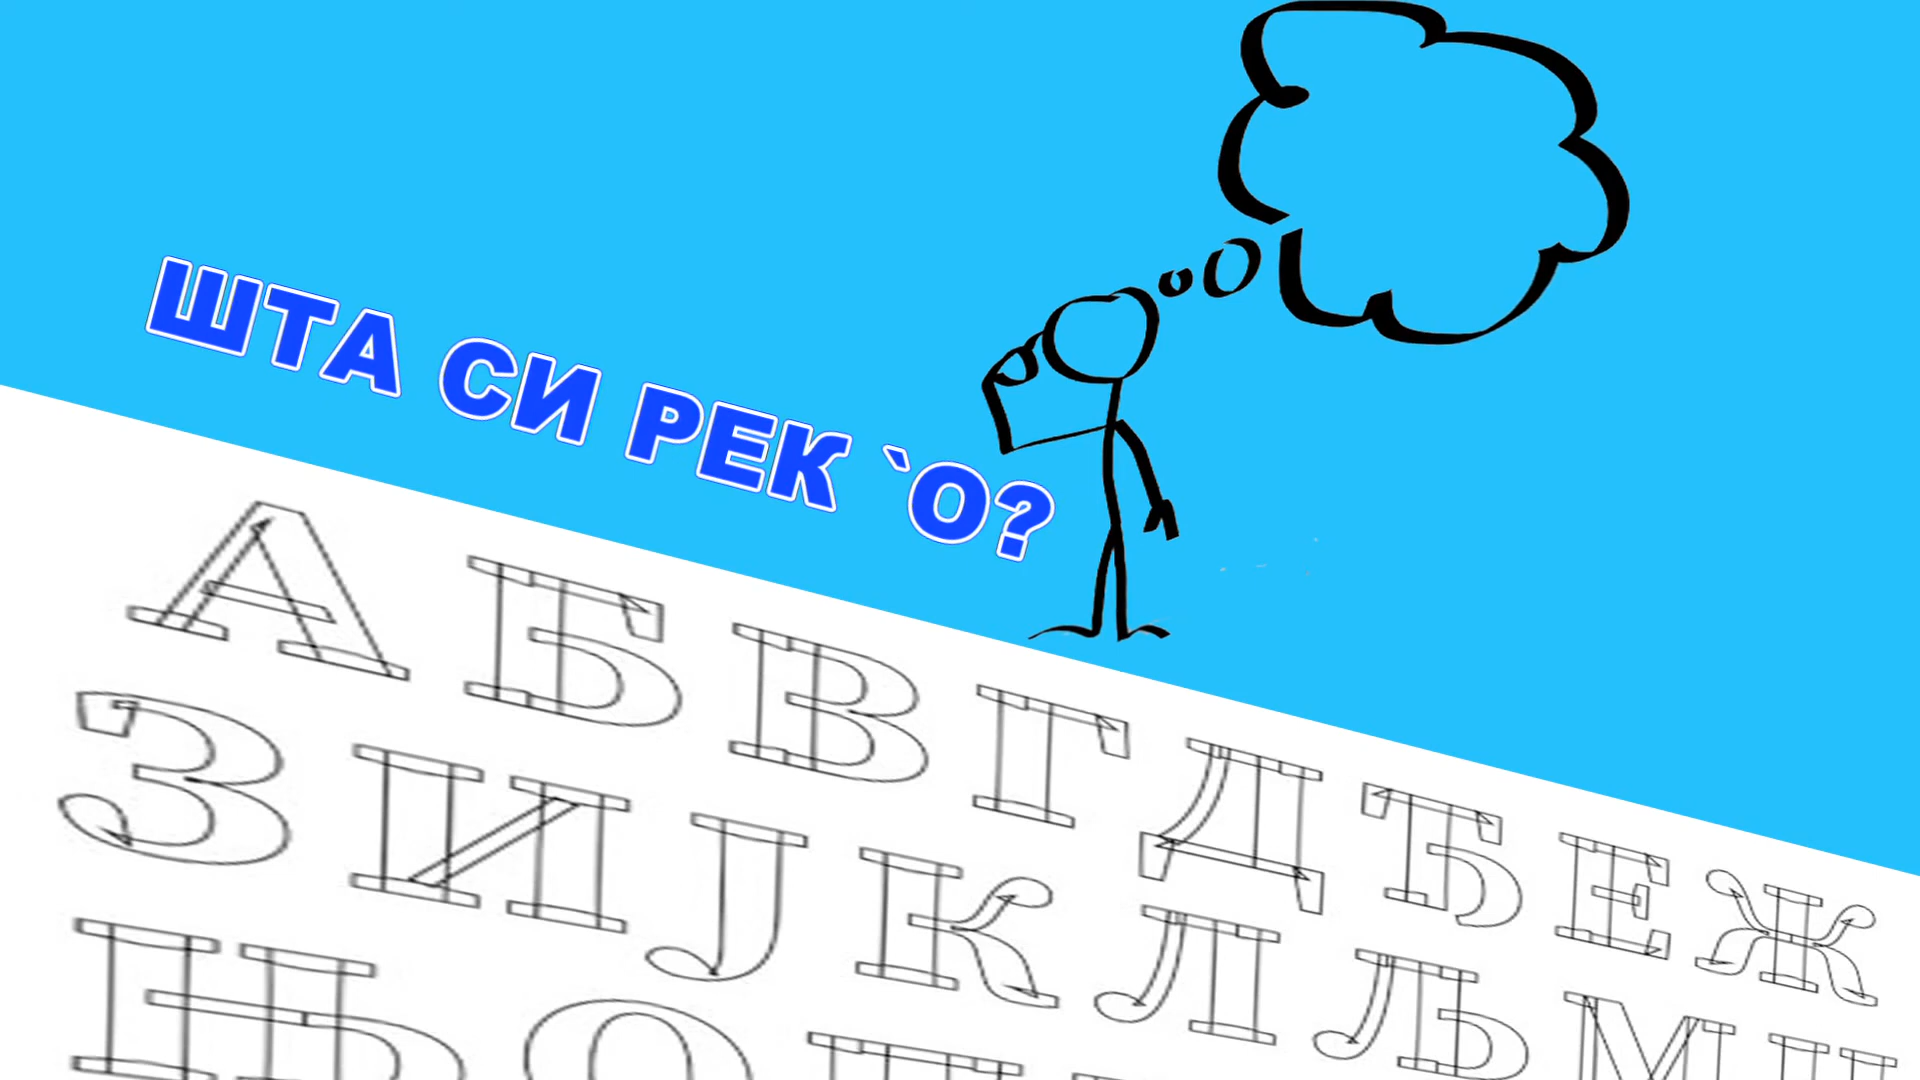 ШТА СИ РЕК `О?
А Б В Г Д Ђ Е Ж
З И Ј К Л Љ М
Њ О